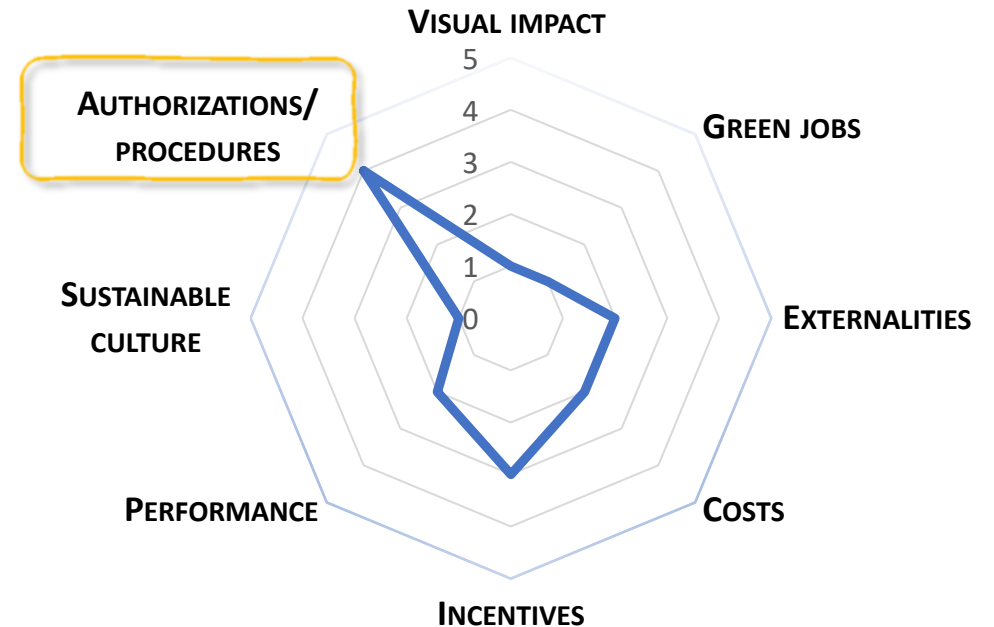 VISUAL IMPACT
5
AUTHORIZATIONS/
PROCEDURES
4
GREEN JOBS
3
2
1
SUSTAINABLE
CULTURE
0
EXTERNALITIES
PERFORMANCE
COSTS
INCENTIVES